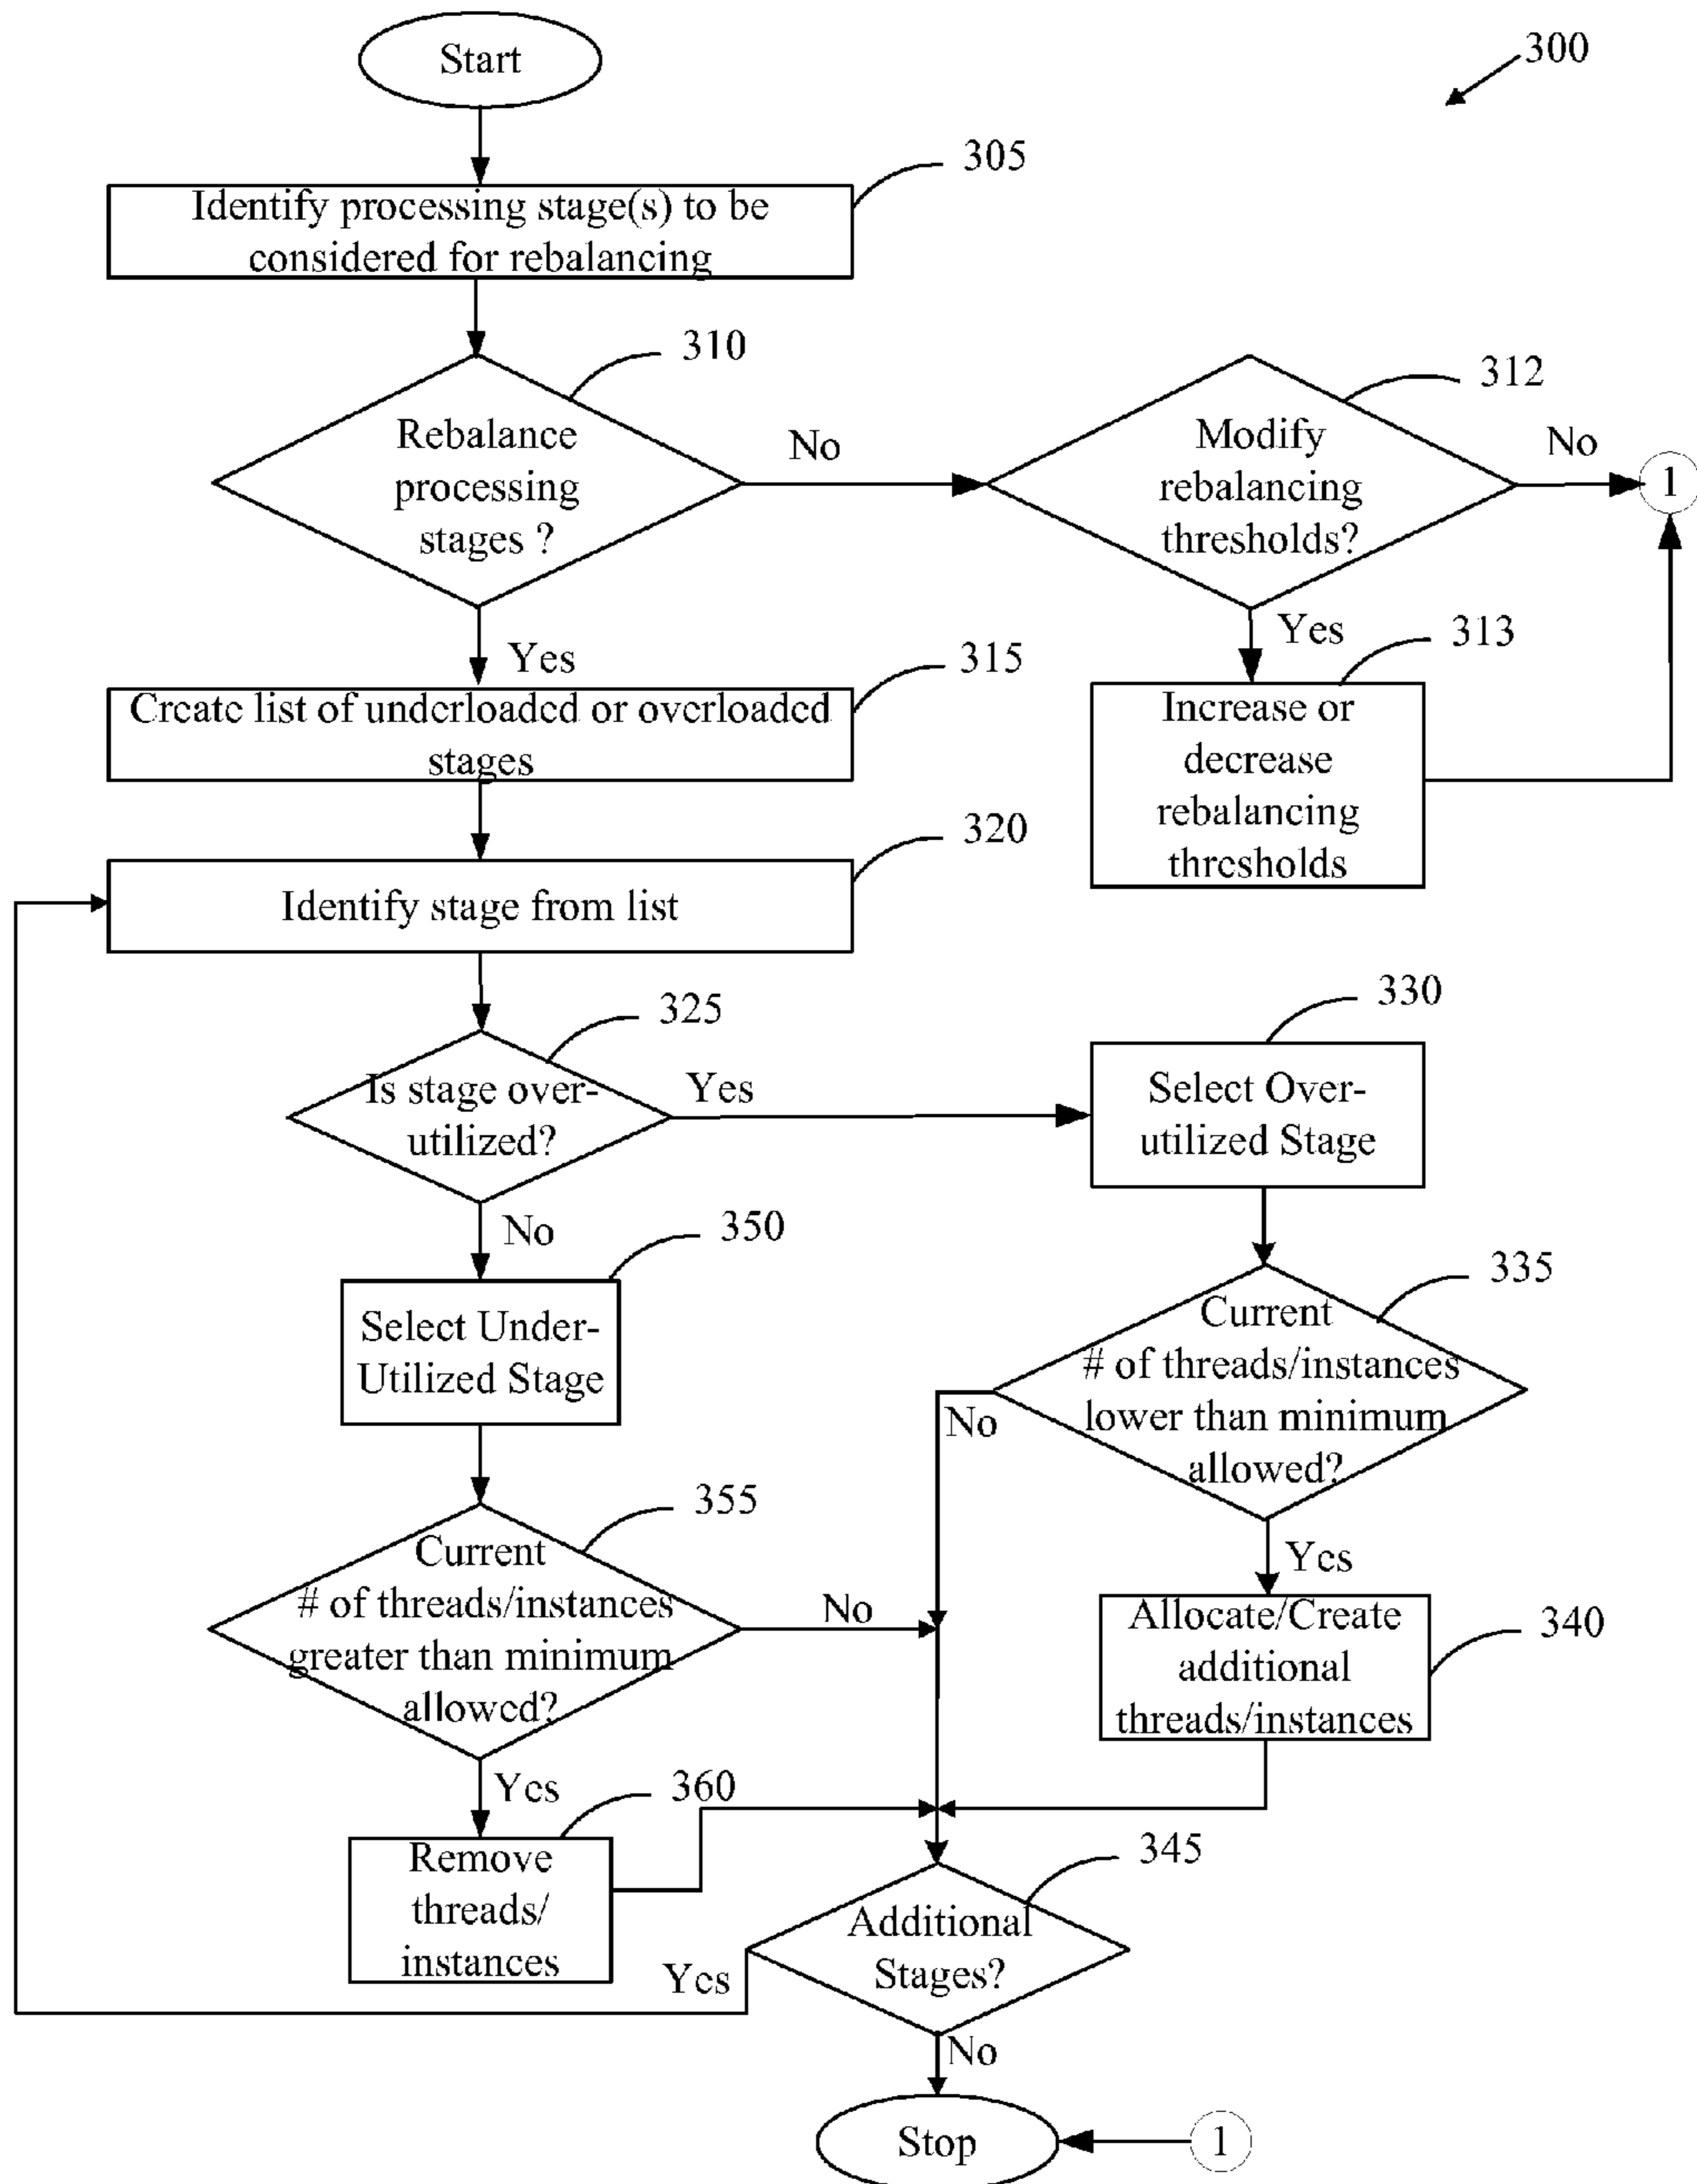 Start
300
305
Identify processing stage(s) to be
considered for rebalancing
310
Rebalance
processing
stages ?
No
312
Modify
rebalancing
thresholds?
No
1
Yes
315
Create list of underloaded or overloaded
stages
Yes
313
Increase or
decrease
rebalancing
thresholds
320
Identify stage from list
325
Is stage over-
utilized?
Yes
330
Select Over-
utilized Stage
No
350
Select Under-
Utilized Stage
335
Current
# of threads/instances
lower than minimum
allowed?
No
Yes
355
Current
# of threads/instances
greater than minimum
allowed?
No
340
Allocate/Create
additional
threads/instances
Yes
360
Remove
threads/
instances
345
Additional
Stages?
Yes
No
Stop
1